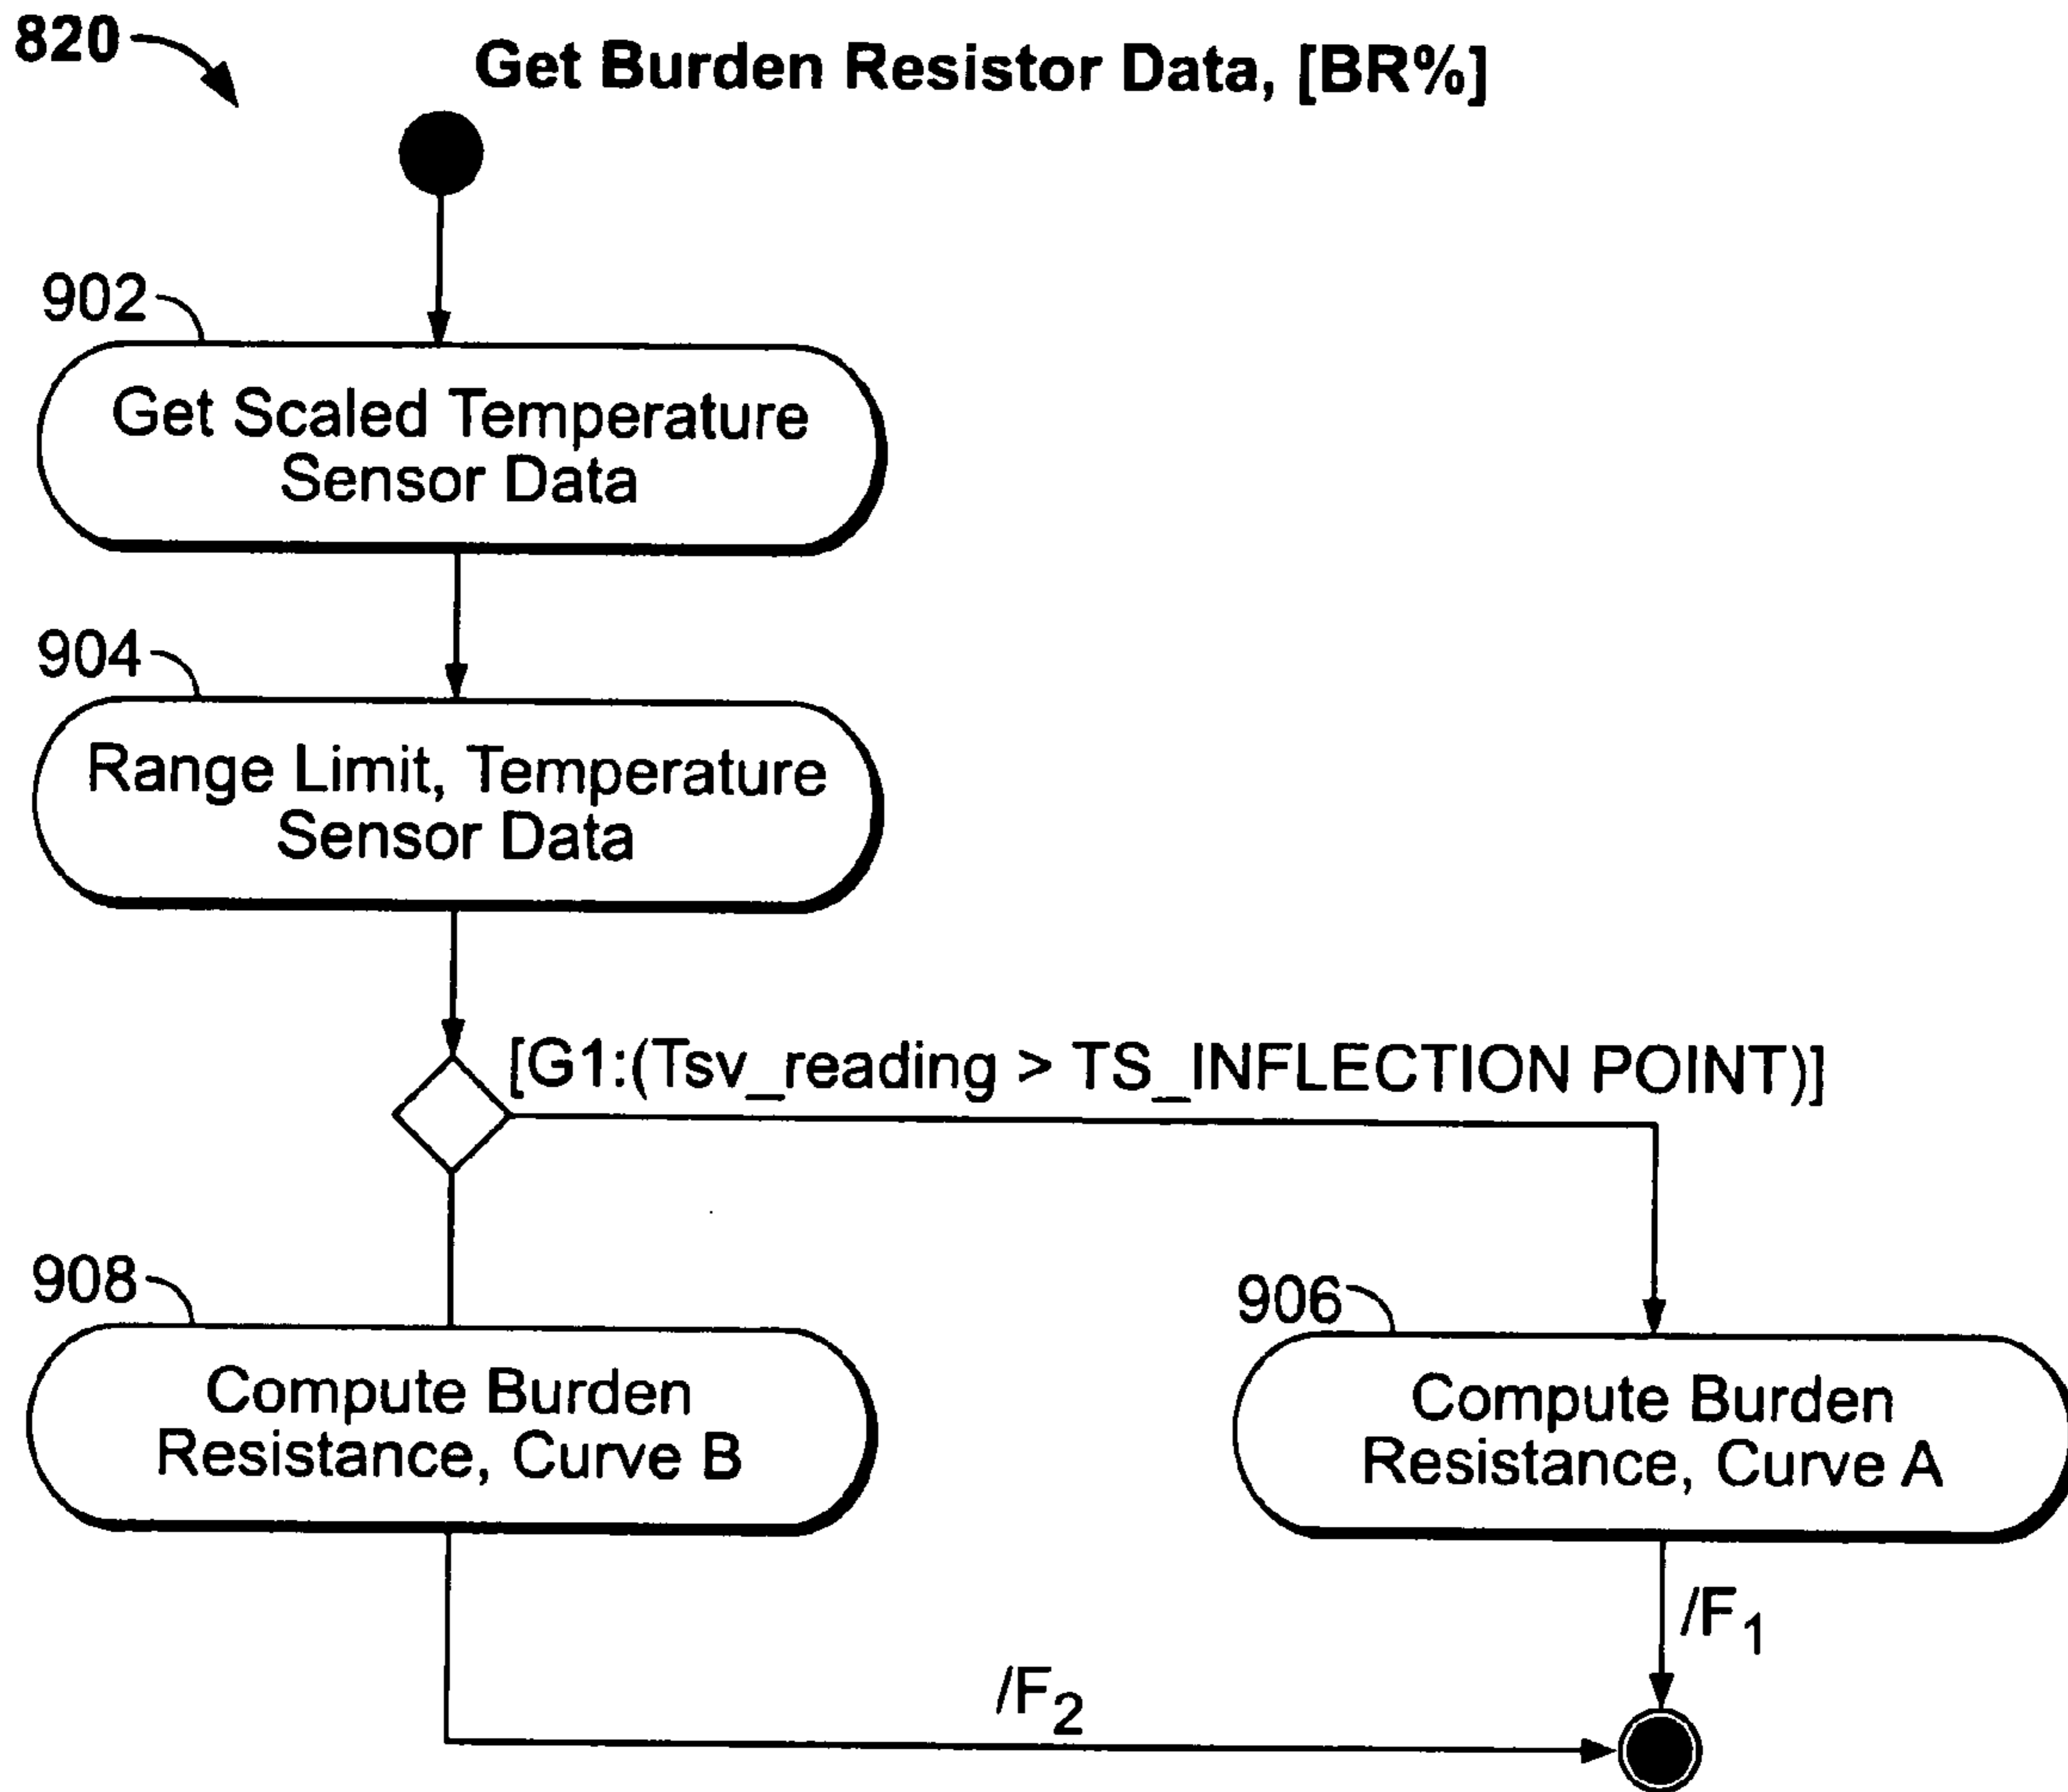 820
Get Burden Resistor Data, [BR%]
902
Get Scaled Temperature
Sensor Data
904
Range Limit, Temperature
Sensor Data
[G1:(Tsv_reading > TS_INFLECTION POINT)]
908
Compute Burden
Resistance, Curve B
906
Compute Burden
Resistance, Curve A
/F1
/F2